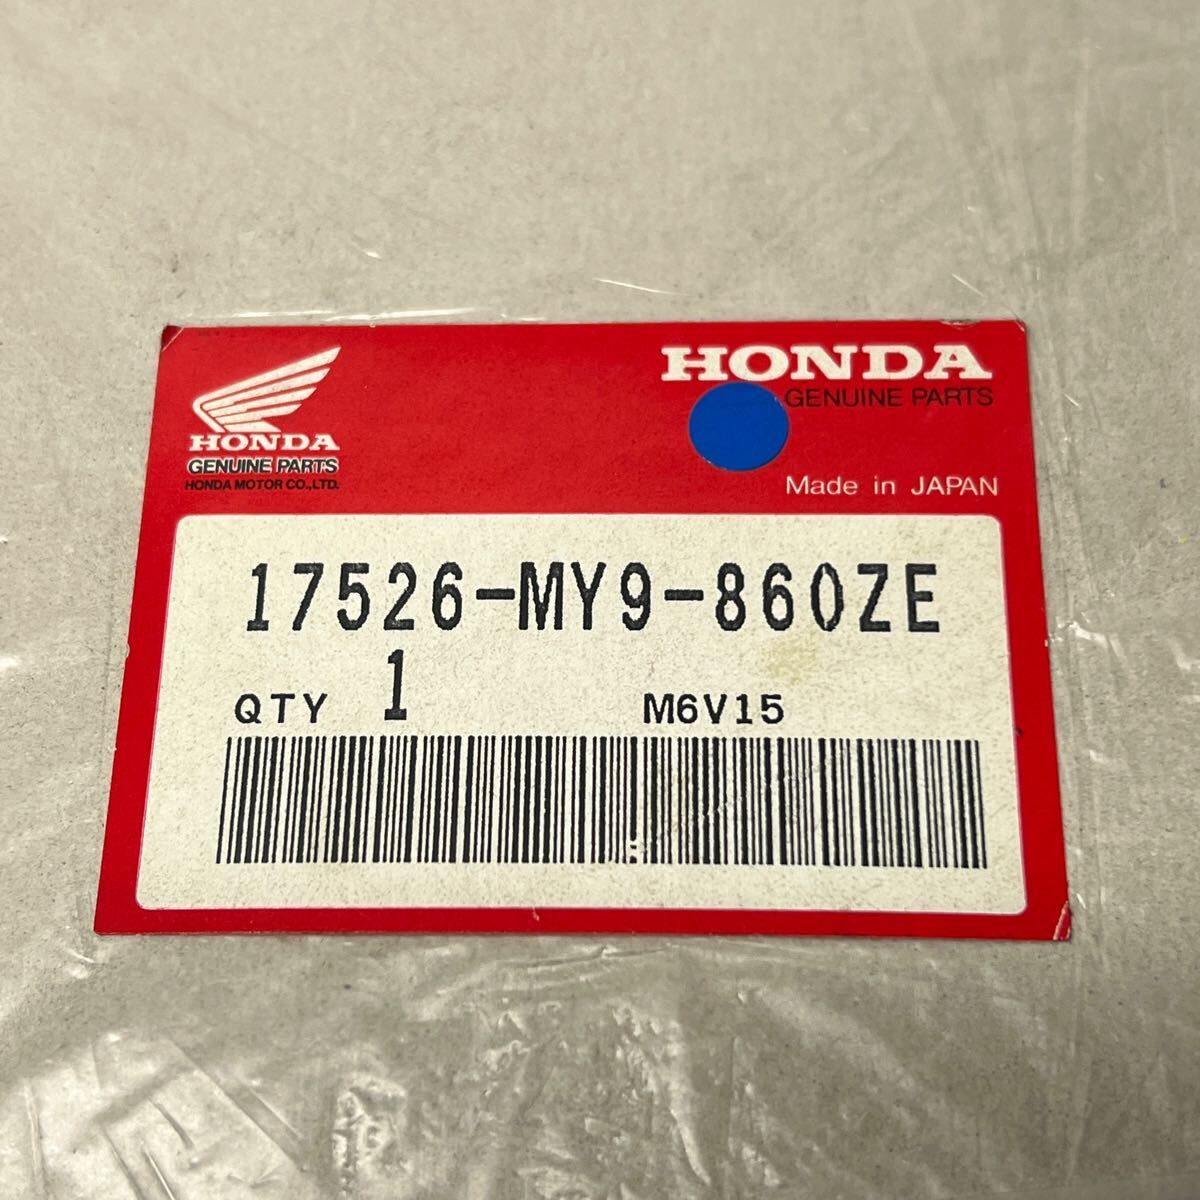 HONDA
GENUINE PARTS
HONDA MOTOR CO.,LTD.
HONDA
GENUINE PARTS
Made in JAPAN
17526-MY9-860ZE
QTY 1 M6V15